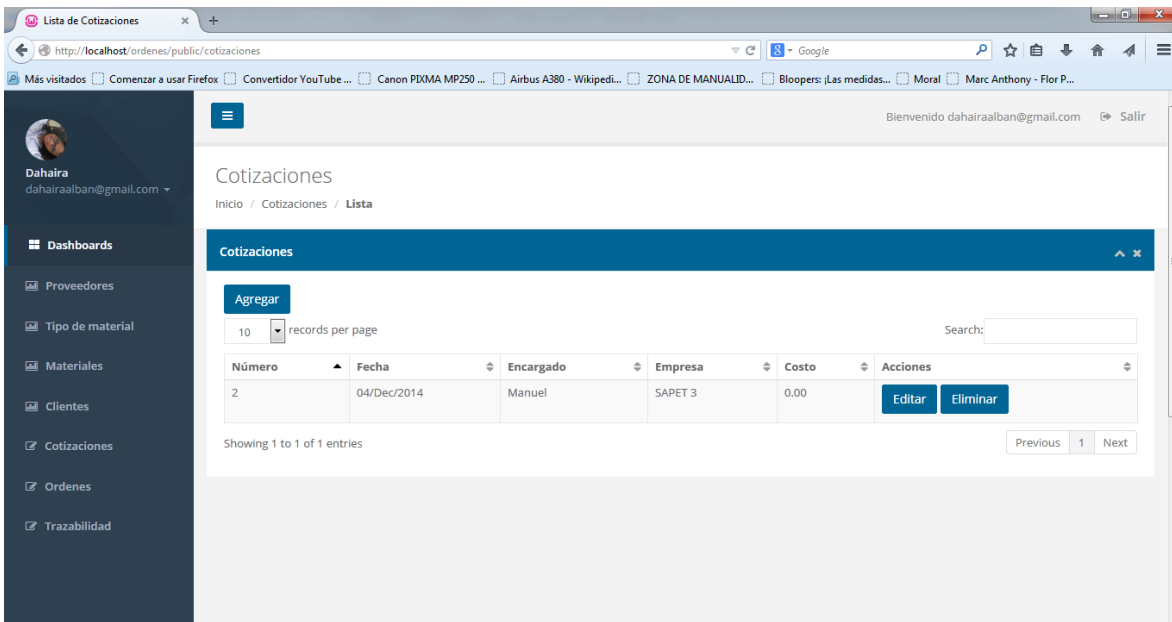 Lista de Cotizaciones × +
http://localhost/ordenes/public/cotizaciones 8 Google
Más visitados Comenzar a usar Firefox Convertidor YouTube ... Canon PIXMA MP250 ... Airbus A380 - Wikipedi... ZONA DE MANUALID... Bloopers: ¡Las medidas... Moral Marc Anthony - Flor P...
Bienvenido dahairaalban@gmail.com Salir
Dahaira
dahairaalban@gmail.com
Dashboards
Proveedores
Tipo de material
Materiales
Clientes
Cotizaciones
Ordenes
Trazabilidad
Cotizaciones
Inicio / Cotizaciones / Lista
Cotizaciones
Agregar
10 records per page Search:
Número Fecha Encargado Empresa Costo Acciones
2 04/Dec/2014 Manuel SAPET 3 0.00 Editar Eliminar
Showing 1 to 1 of 1 entries Previous 1 Next